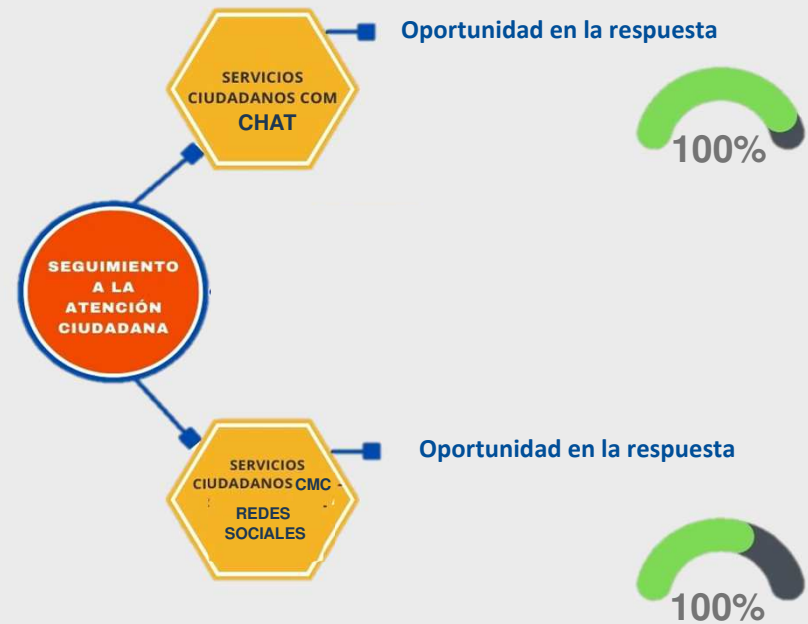 Oportunidad en la respuesta
SERVICIOS
CIUDADANOS COM
CHAT
100%
SEGUIMIENTO
A LA
ATENCIÓN
CIUDADANA
Oportunidad en la respuesta
SERVICIOS
CIUDADANOS CMC -
REDES
SOCIALES
100%